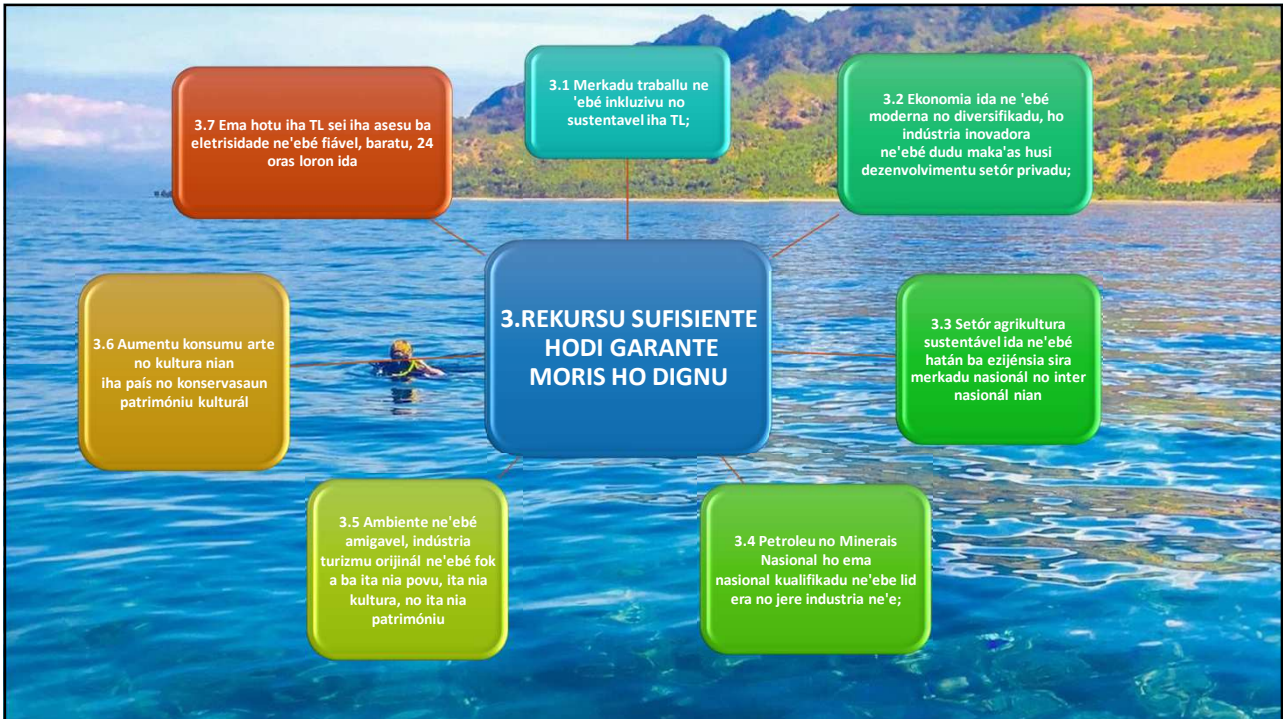 3.1 Merkadu traballu ne
'ebé inkluzivu no
sustentavel iha TL;
3.2 Ekonomia ida ne 'ebé
moderna no diversifikadu, ho
indústria inovadora
ne'ebé dudu maka'as husi
dezenvolvimentu setór privadu;
3.3 Setór agrikultura
sustentável ida ne'ebé
hatán ba ezijénsia sira
merkadu nasionál no inter
nasionál nian
3.4 Petroleu no Minerais
Nasional ho ema
nasional kualifikadu ne'ebe lid
era no jere industria ne'e;
3.5 Ambiente ne'ebé
amigavel, indústria
turizmu orijinál ne'ebé fok
a ba ita nia povu, ita nia
kultura, no ita nia
patrimóniu
3.6 Aumentu konsumu arte
no kultura nian
iha país no konservasaun
patrimóniu kulturál
3.7 Ema hotu iha TL sei iha asesu ba
eletrisidade ne'ebé fiável, baratu, 24
oras loron ida
3.REKURSU SUFISIENTE
HODI GARANTE
MORIS HO DIGNU